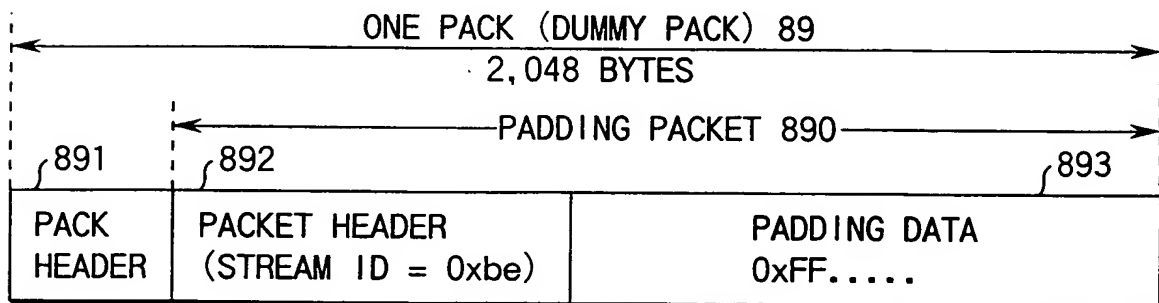 ONE PACK (DUMMY PACK) 89
2,048 BYTES
PADDING PACKET 890
891
892
893
PACK
HEADER
PACKET HEADER
(STREAM ID = 0xbe)
PADDING DATA
0xFF.....